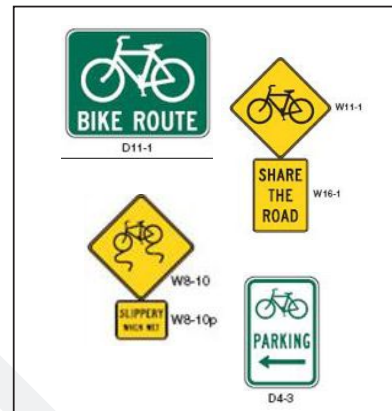 BIKE ROUTE
D11-1
W11-1
SHARE
THE
ROAD
W16-1
W8-10
SLIPPERY
WHEN WET
W8-10p
PARKING
D4-3